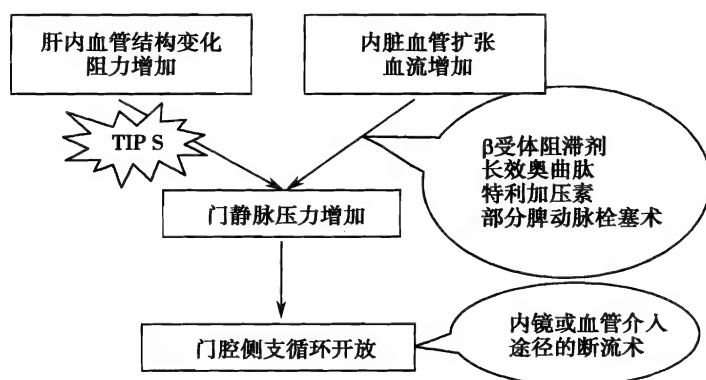 肝内血管结构变化
阻力增加
内脏血管扩张
血流增加
TIP S
β受体阻滞剂
长效奥曲肽
特利加压素
部分脾动脉栓塞术
门静脉压力增加
门腔侧支循环开放
内镜或血管介入
途径的断流术